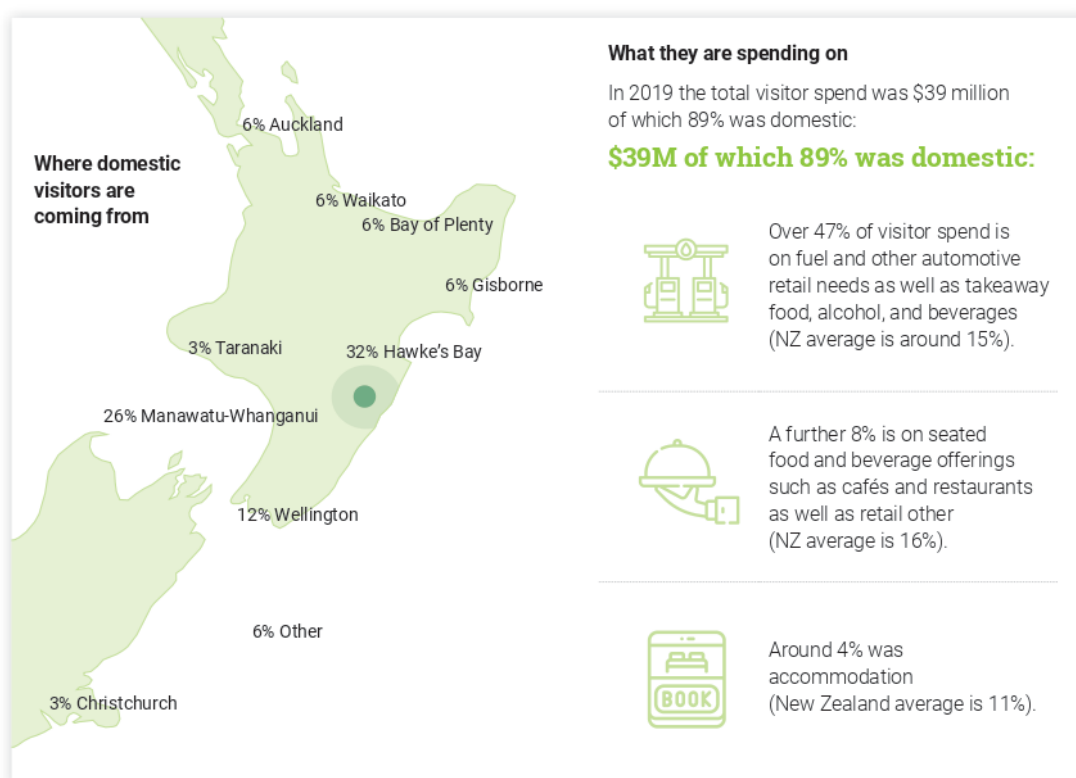 Where domestic
visitors are
coming from
6% Auckland
6% Waikato
6% Bay of Plenty
6% Gisborne
3% Taranaki
32% Hawke's Bay
26% Manawatu-Whanganui
12% Wellington
6% Other
3% Christchurch
What they are spending on
In 2019 the total visitor spend was $39 million
of which 89% was domestic:
$39M of which 89% was domestic:
Over 47% of visitor spend is
on fuel and other automotive
retail needs as well as takeaway
food, alcohol, and beverages
(NZ average is around 15%).
A further 8% is on seated
food and beverage offerings
such as cafés and restaurants
as well as retail other
(NZ average is 16%).
BOOK
Around 4% was
accommodation
(New Zealand average is 11%).